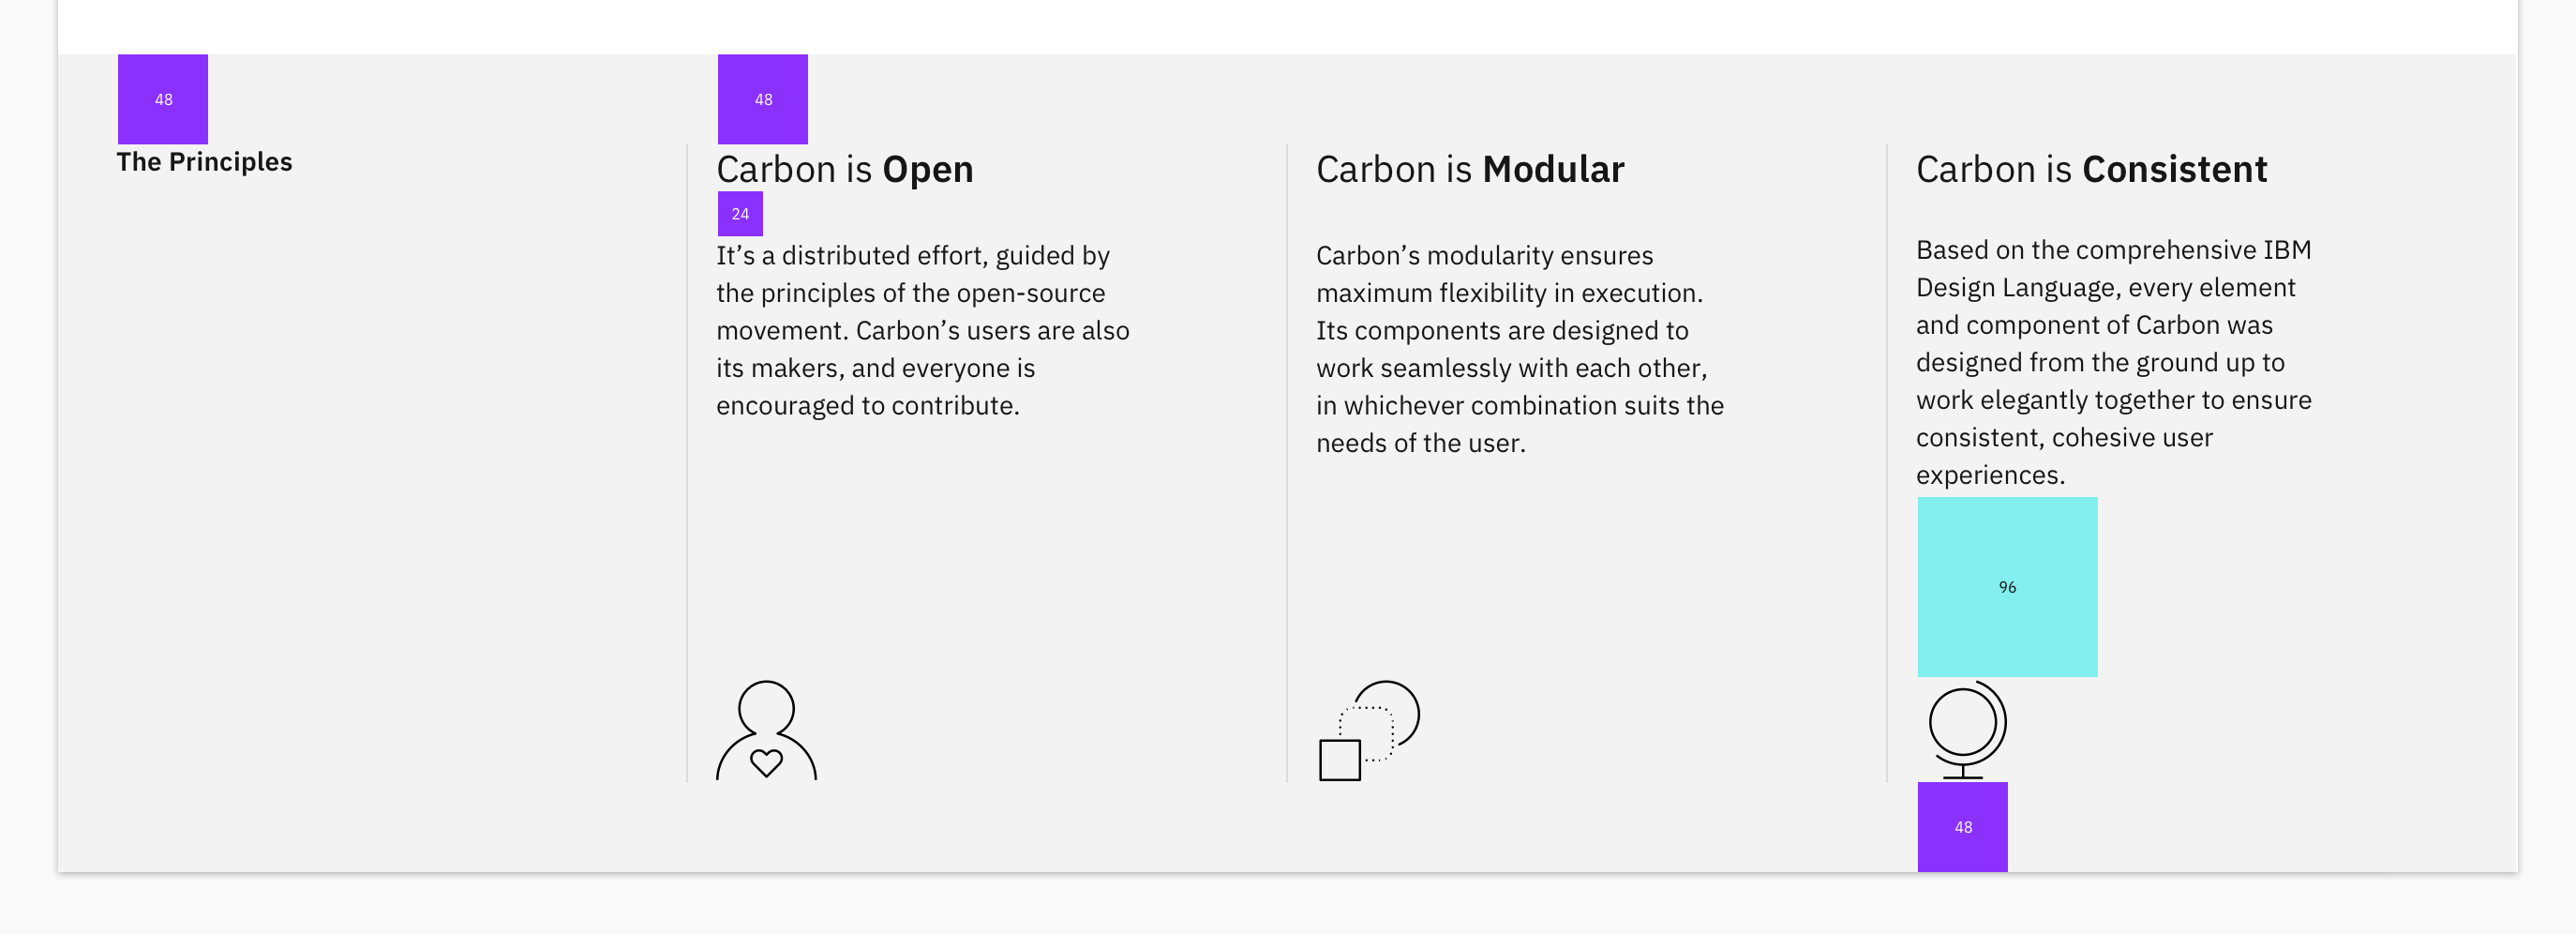 48
The Principles
48
Carbon is Open
24
It’s a distributed effort, guided by
the principles of the open-source
movement. Carbon’s users are also
its makers, and everyone is
encouraged to contribute.
Carbon is Modular
Carbon’s modularity ensures
maximum flexibility in execution.
Its components are designed to
work seamlessly with each other,
in whichever combination suits the
needs of the user.
Carbon is Consistent
Based on the comprehensive IBM
Design Language, every element
and component of Carbon was
designed from the ground up to
work elegantly together to ensure
consistent, cohesive user
experiences.
96
48